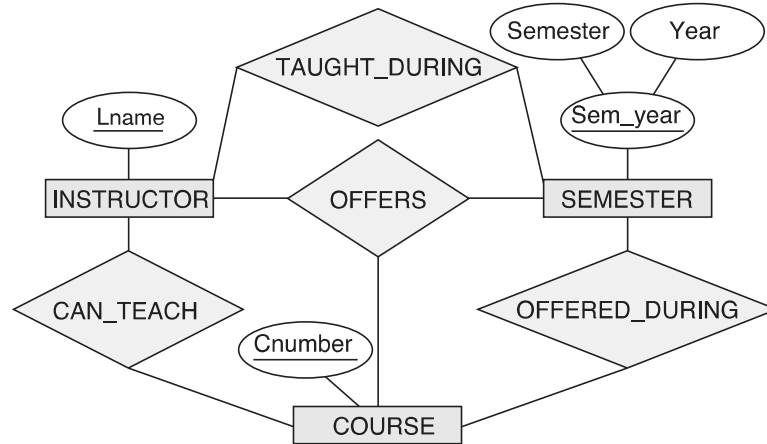 Semester
Year
TAUGHT_DURING
Lname
Sem_year
INSTRUCTOR
OFFERS
SEMESTER
CAN_TEACH
OFFERED_DURING
Cnumber
COURSE